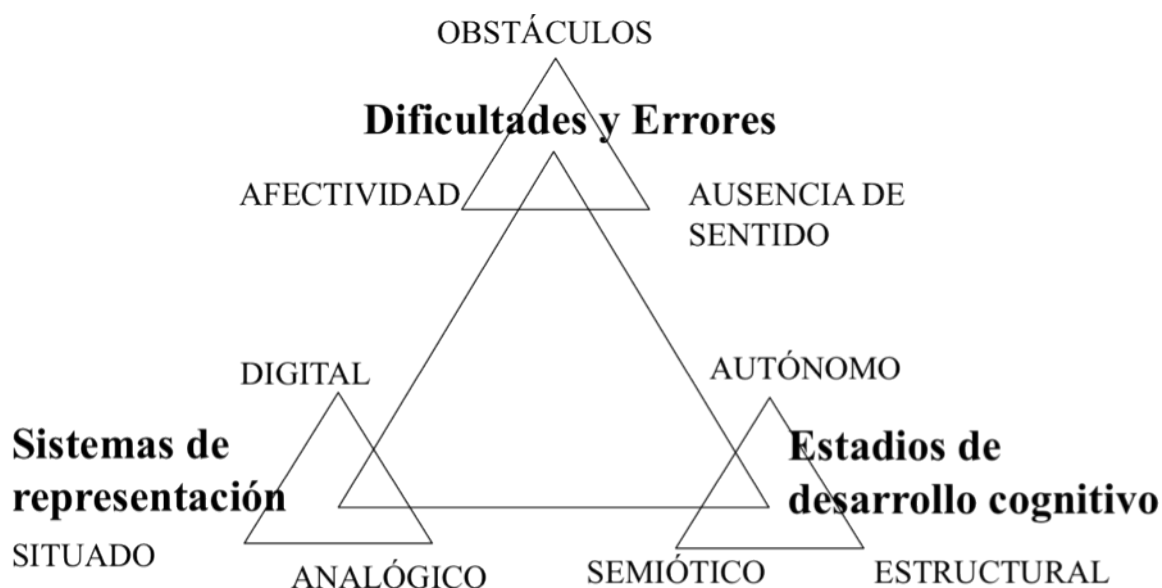 OBSTÁCULOS
Dificultades y Errores
AFECTIVIDAD
AUSENCIA DE
SENTIDO
DIGITAL
AUTÓNOMO
Sistemas de
representación
Estadios de
desarrollo cognitivo
SITUADO
ANALÓGICO
SEMIÓTICO
ESTRUCTURAL